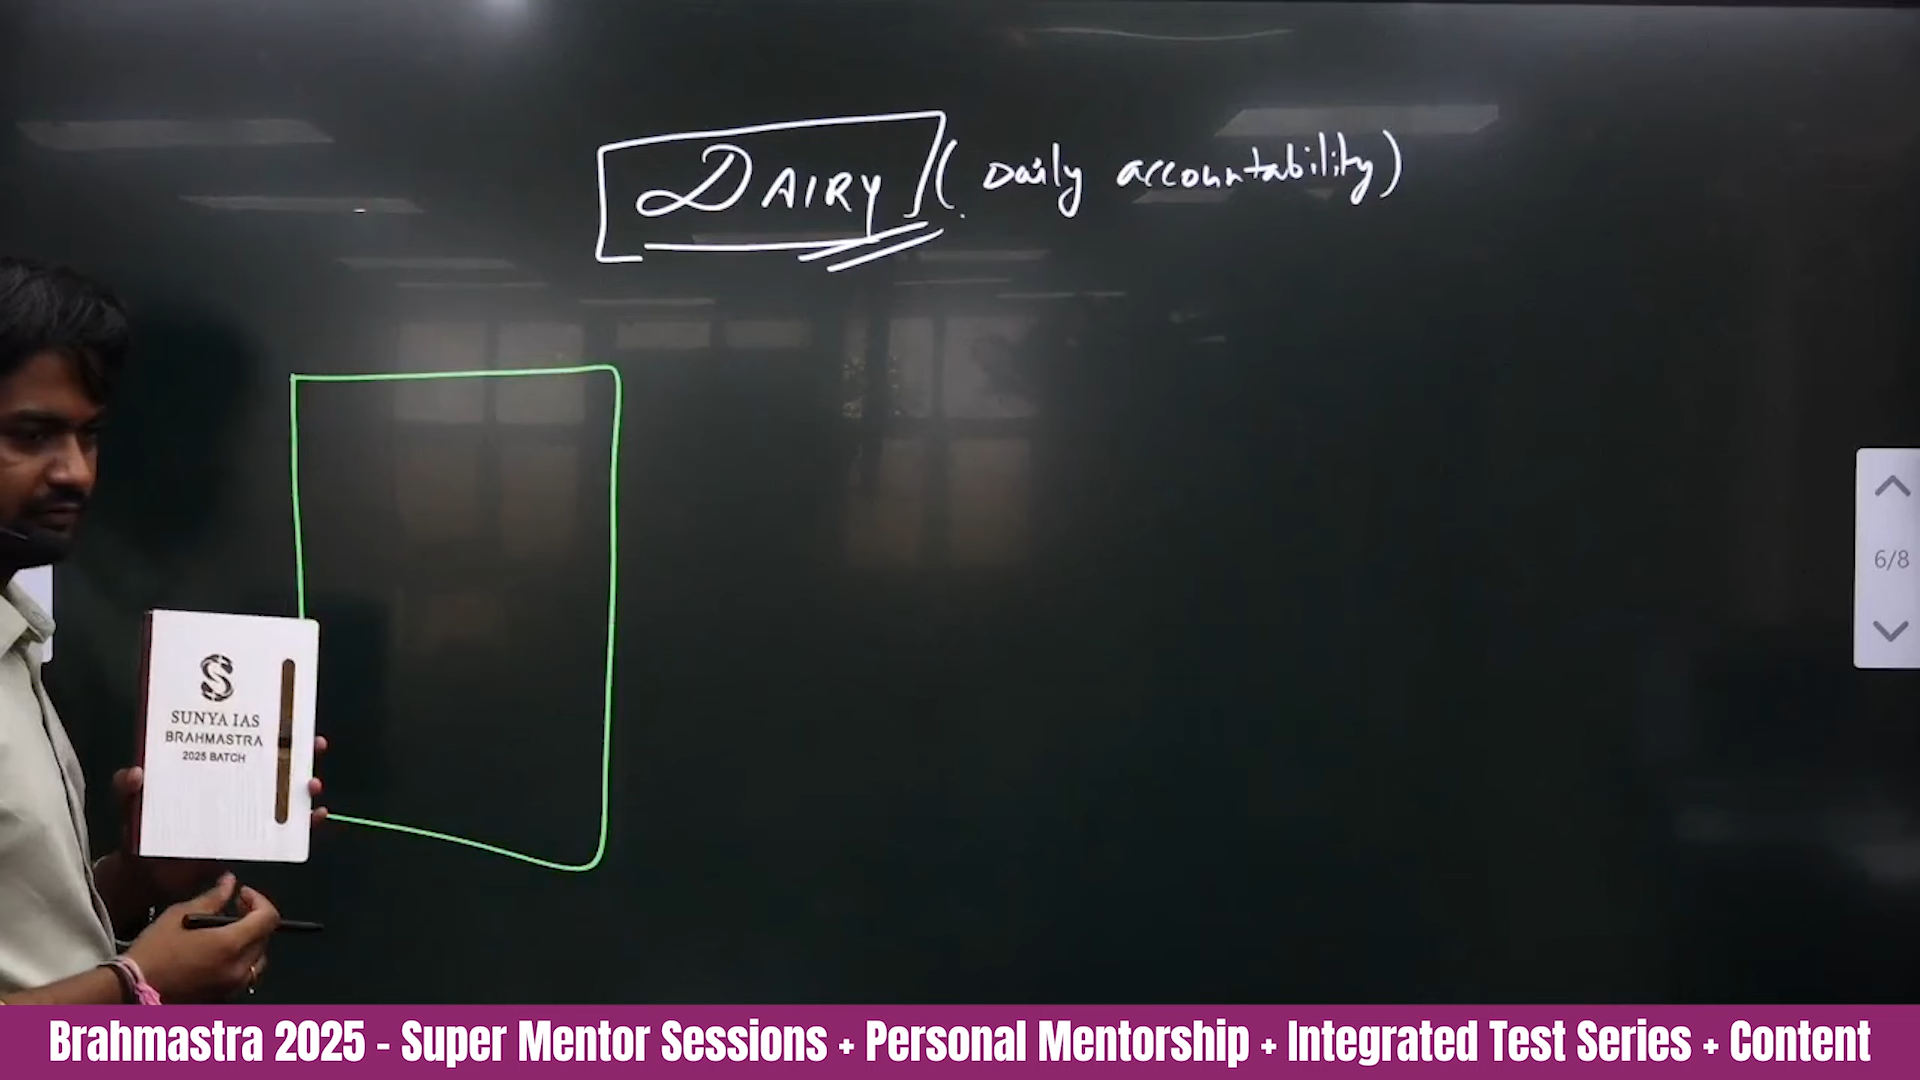 DAIRY (Daily accountability)
6/8
S
SUNYA IAS
BRAHMASTRA
2025 BATCH
Brahmastra 2025 - Super Mentor Sessions + Personal Mentorship + Integrated Test Series + Content